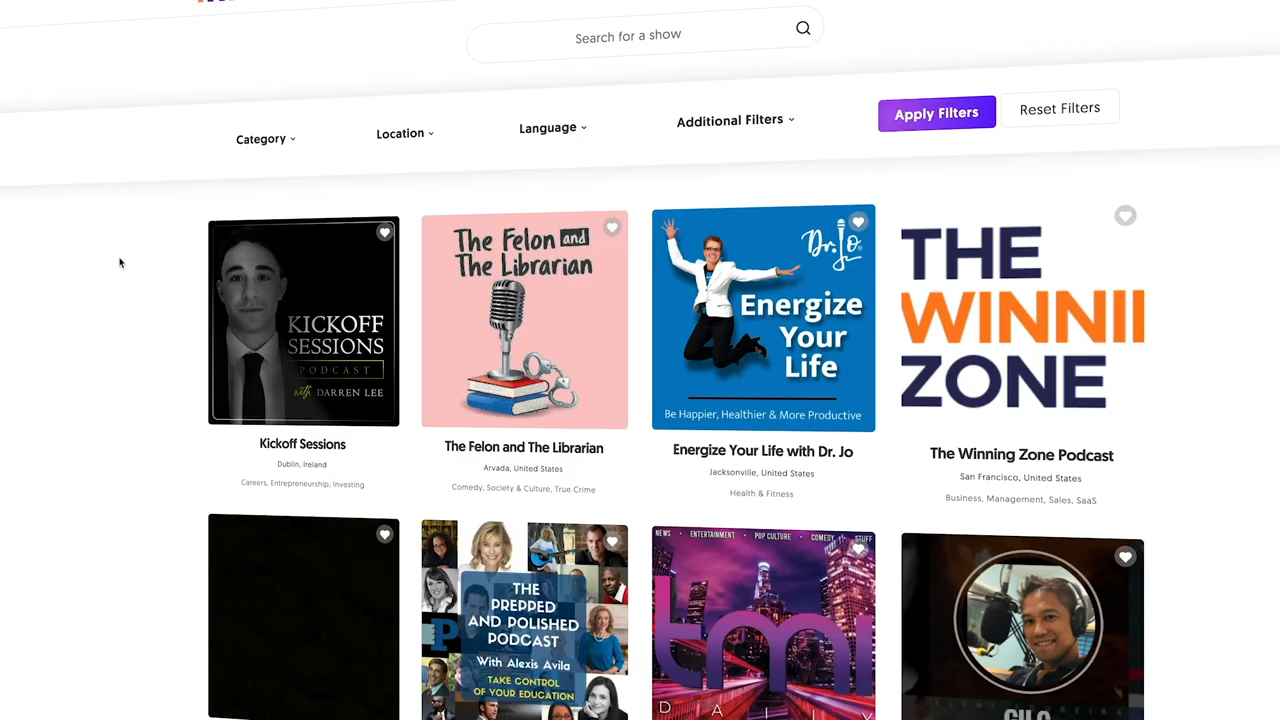 Search for a show
Category
Location
Language
Additional Filters
Apply Filters
Reset Filters
KICKOFF
SESSIONS
PODCAST
with DARREN LEE
Kickoff Sessions
Dublin, Ireland
Careers, Entrepreneurship, Investing
The Felon and
The Librarian
The Felon and The Librarian
Arvada, United States
Comedy, Society & Culture, True Crime
Dr. Jo
Energize
Your
Life
Be Happier, Healthier & More Productive
Energize Your Life with Dr. Jo
Jacksonville, United States
Health & Fitness
THE
WINNI
ZONE
The Winning Zone Podcast
San Francisco, United States
Business, Management, Sales, SaaS
THE
PREPPED
AND POLISHED
PODCAST
With Alexis Avila
TAKE CONTROL
OF YOUR EDUCATION
NEWS • ENTERTAINMENT • POP CULTURE • COMEDY STUFF
tmi
DAILY